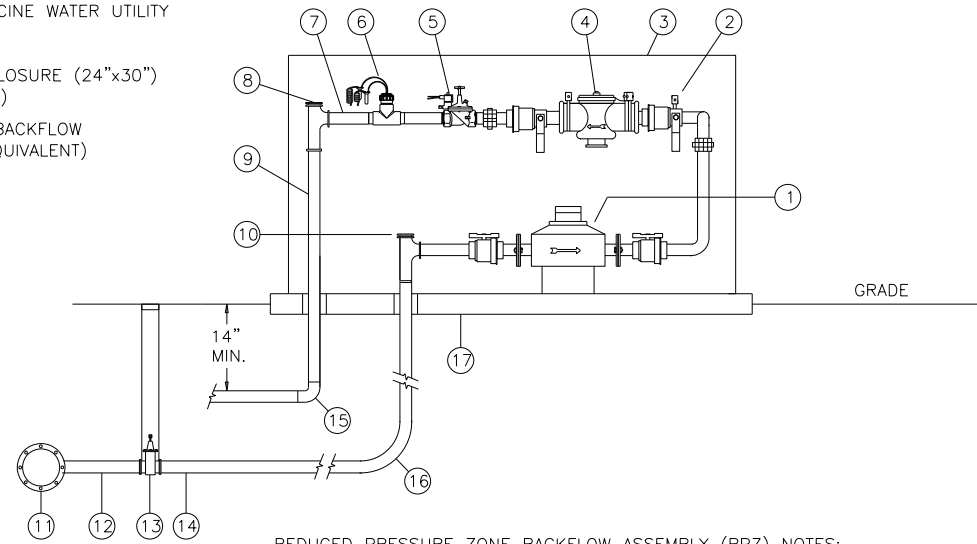 CINE WATER UTILITY
LOSURE (24"x30")
)
BACKFLOW
QUIVALENT)
7
6
5
4
3
2
8
9
1
10
GRADE
14"
MIN.
17
15
16
11
12
13
14
REDUCED PRESSURE ZONE BACKFLOW ASSEMBLY (RPZ) NOTES: